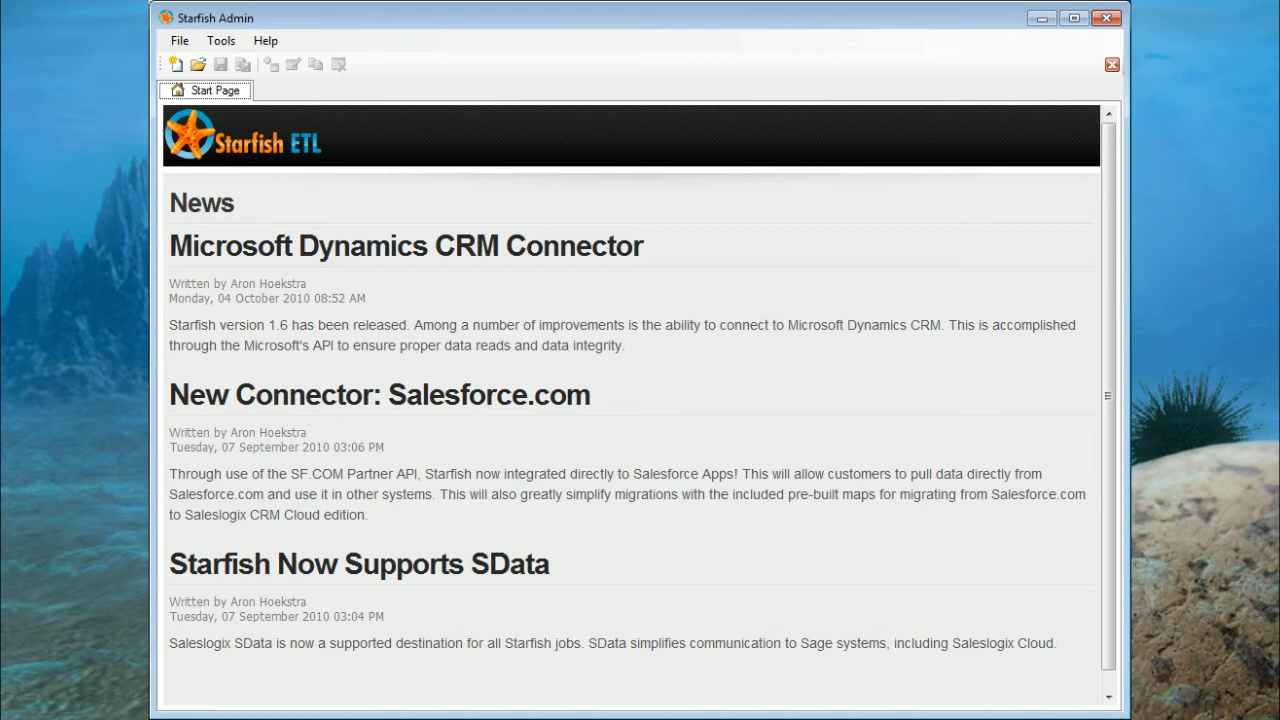 Starfish Admin
File Tools Help
Start Page
Starfish ETL
News
Microsoft Dynamics CRM Connector
Written by Aron Hoekstra
Monday, 04 October 2010 08:52 AM
Starfish version 1.6 has been released. Among a number of improvements is the ability to connect to Microsoft Dynamics CRM. This is accomplished
through the Microsoft's API to ensure proper data reads and data integrity.
New Connector: Salesforce.com
Written by Aron Hoekstra
Tuesday, 07 September 2010 03:06 PM
Through use of the SF.COM Partner API, Starfish now integrated directly to Salesforce Apps! This will allow customers to pull data directly from
Salesforce.com and use it in other systems. This will also greatly simplify migrations with the included pre-built maps for migrating from Salesforce.com
to Saleslogix CRM Cloud edition.
Starfish Now Supports SData
Written by Aron Hoekstra
Tuesday, 07 September 2010 03:04 PM
Saleslogix SData is now a supported destination for all Starfish jobs. SData simplifies communication to Sage systems, including Saleslogix Cloud.